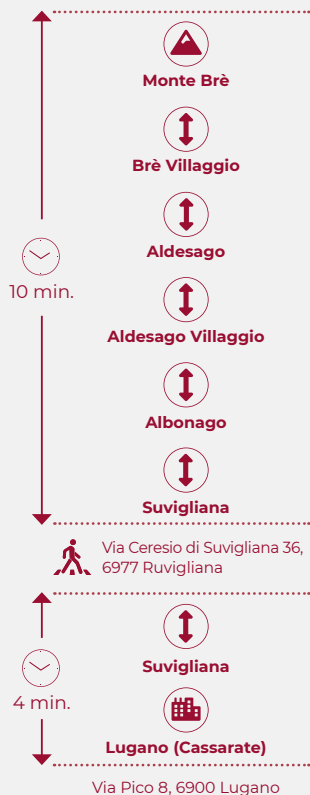 Monte Brè
Brè Villaggio
Aldesago
10 min.
Aldesago Villaggio
Albonago
Suvigliana
Via Ceresio di Suvigliana 36,
6977 Ruvigliana
Suvigliana
4 min.
Lugano (Cassarate)
Via Pico 8, 6900 Lugano